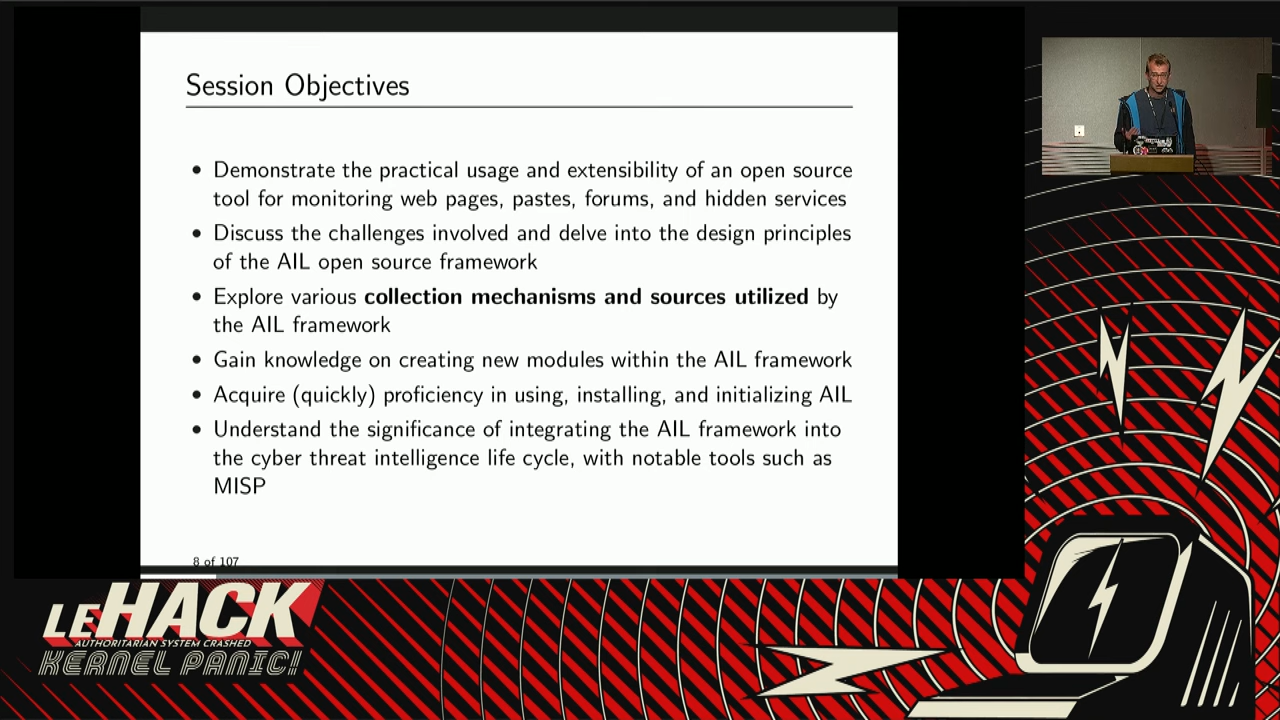 Session Objectives
• Demonstrate the practical usage and extensibility of an open source
tool for monitoring web pages, pastes, forums, and hidden services
• Discuss the challenges involved and delve into the design principles
of the AIL open source framework
• Explore various collection mechanisms and sources utilized by
the AIL framework
• Gain knowledge on creating new modules within the AIL framework
• Acquire (quickly) proficiency in using, installing, and initializing AIL
• Understand the significance of integrating the AIL framework into
the cyber threat intelligence life cycle, with notable tools such as
MISP
8 of 107
LEHACK
AUTHORITARIAN SYSTEM CRASHED
KERNEL PANIC!